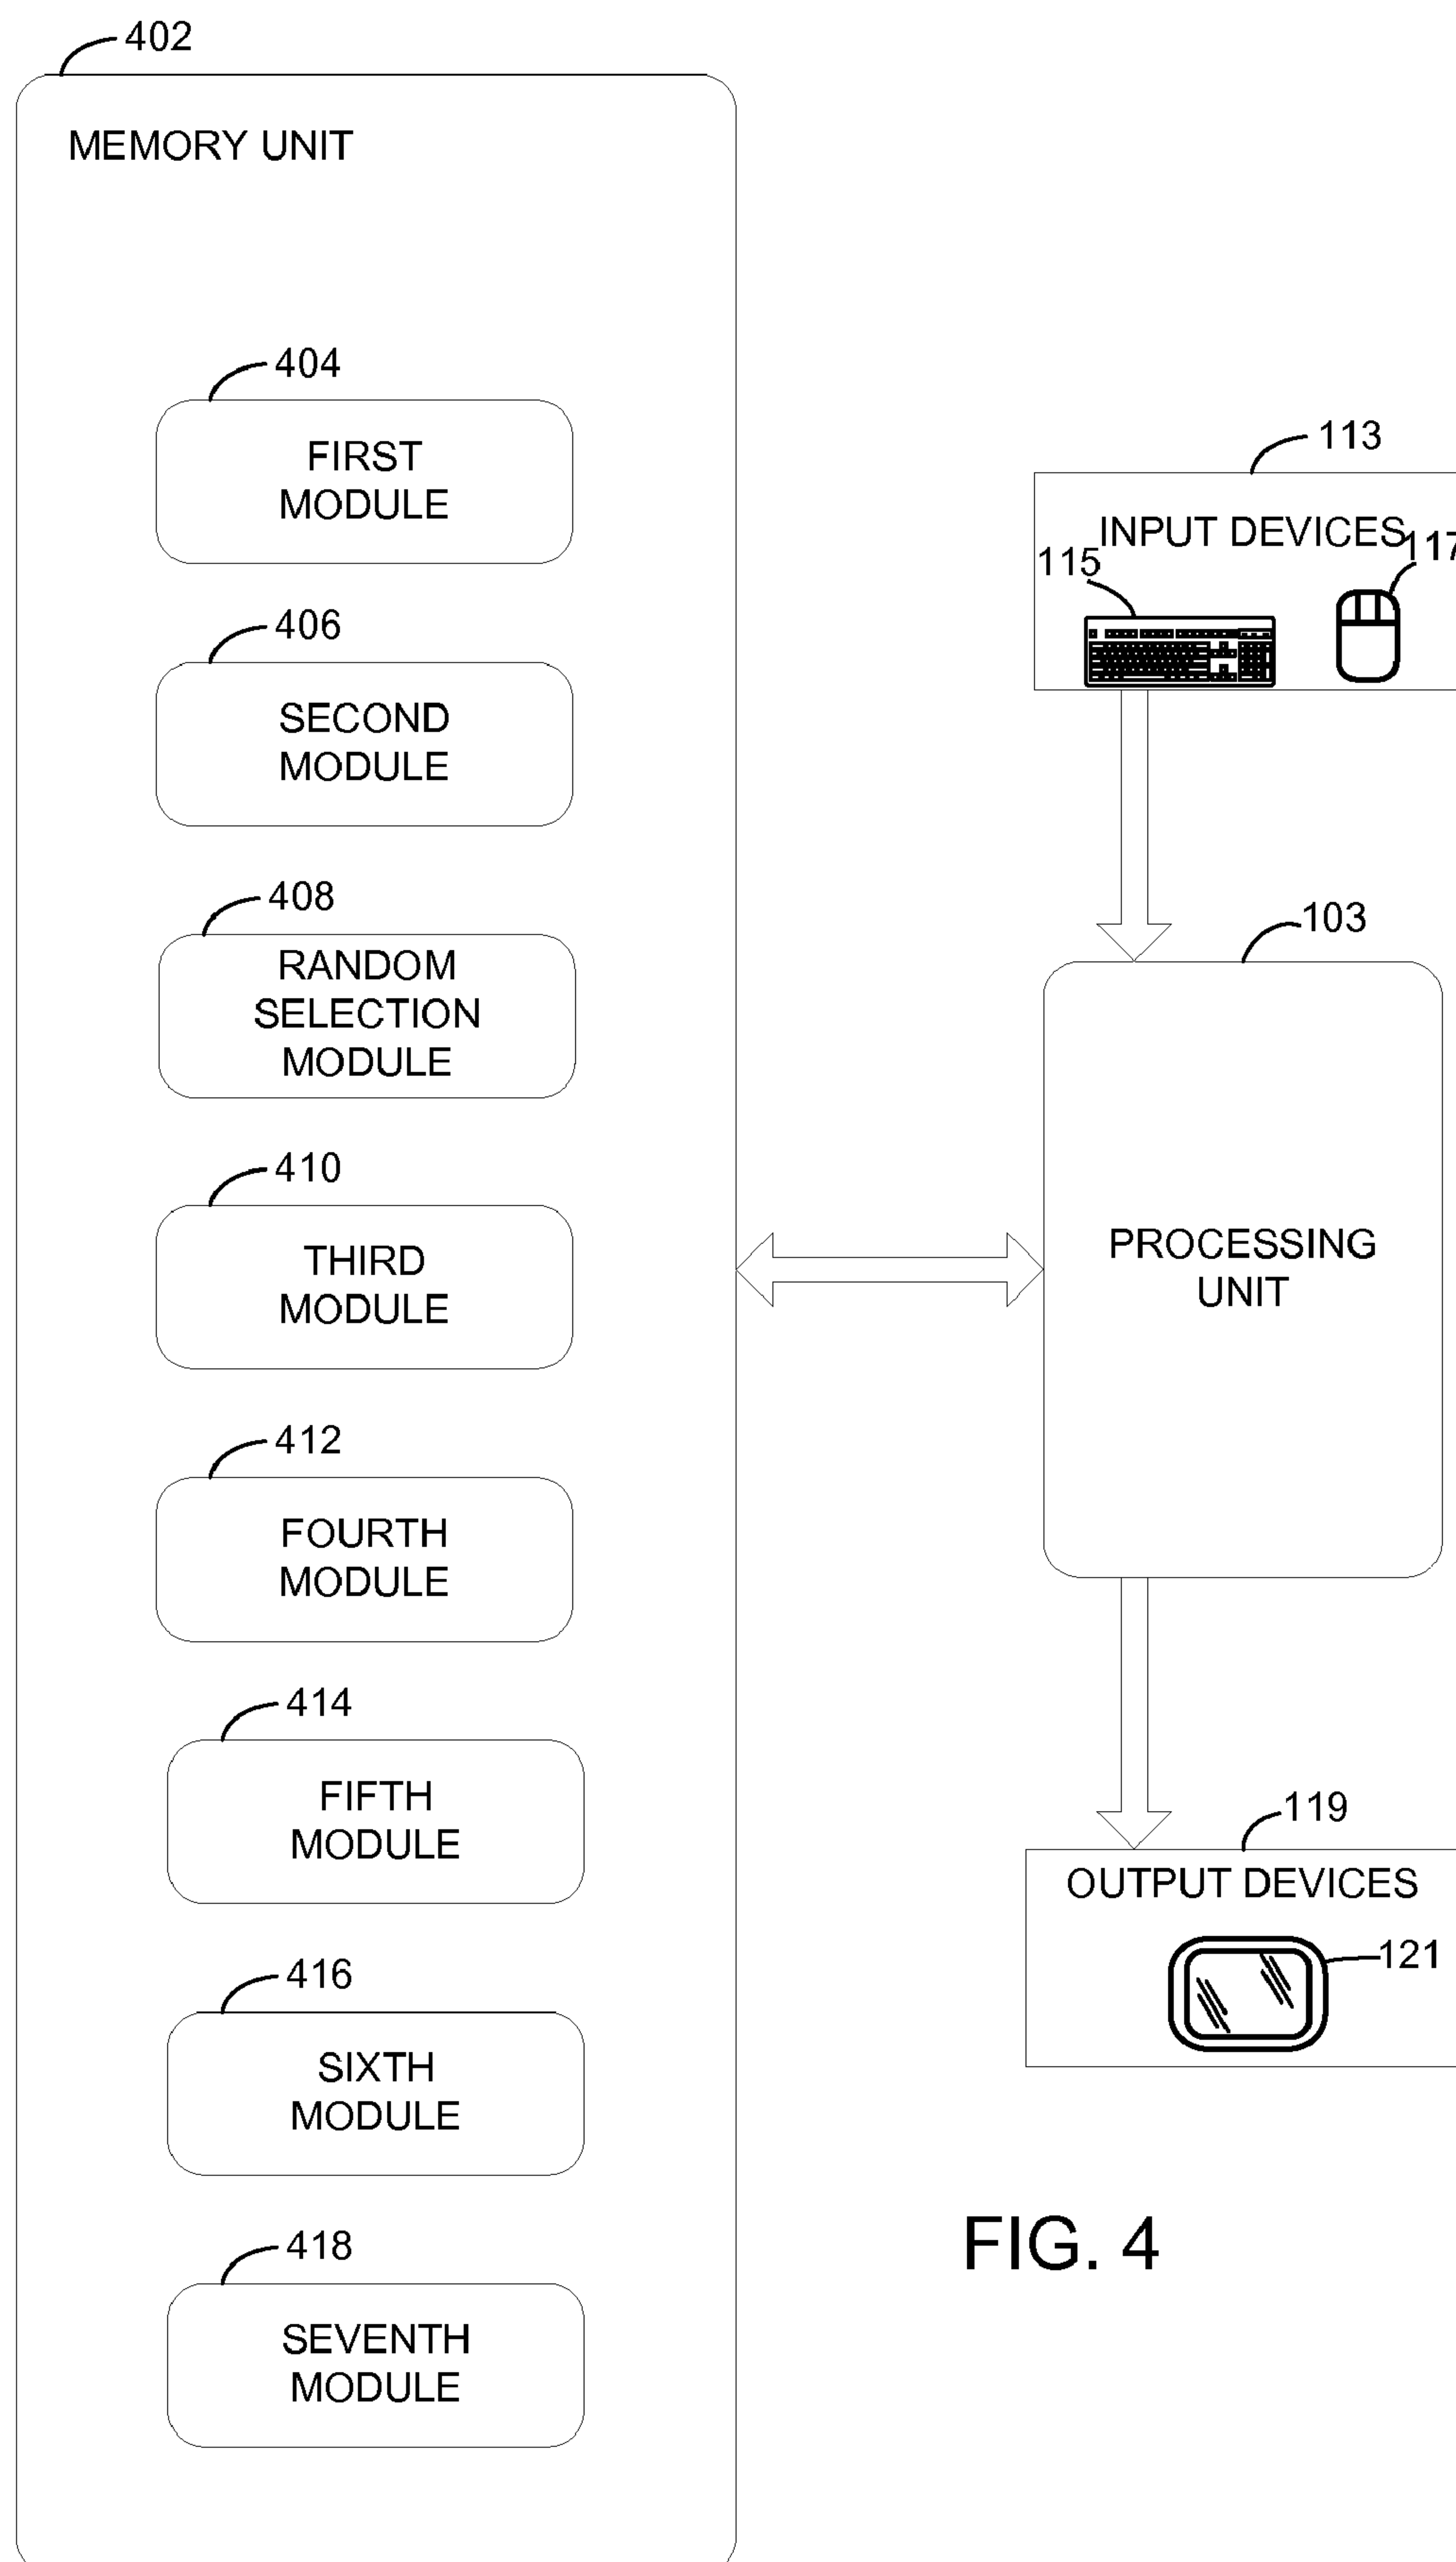 402
MEMORY UNIT
404
FIRST
MODULE
406
SECOND
MODULE
408
RANDOM
SELECTION
MODULE
410
THIRD
MODULE
412
FOURTH
MODULE
414
FIFTH
MODULE
416
SIXTH
MODULE
418
SEVENTH
MODULE
113
INPUT DEVICES
115
117
103
PROCESSING
UNIT
119
OUTPUT DEVICES
121
FIG. 4